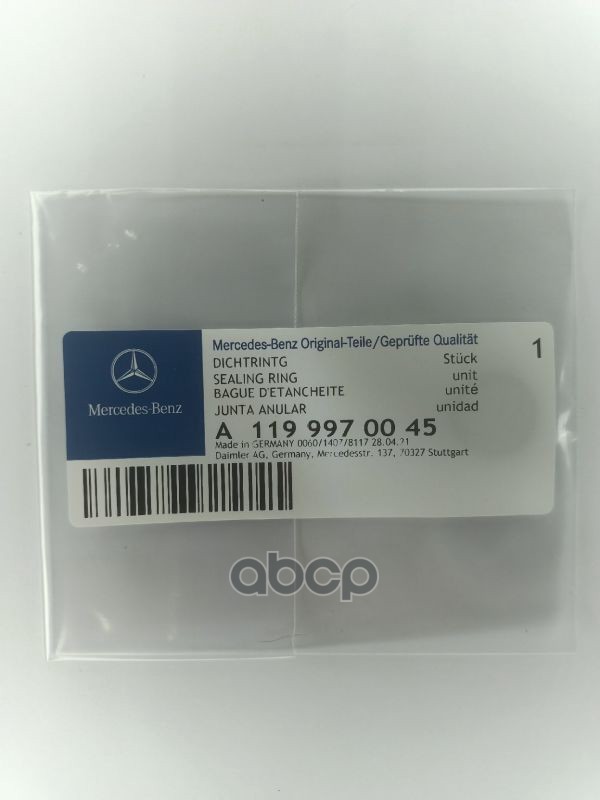 Mercedes-Benz Original-Teile/Geprüfte Qualität
DICHTRINTG Stück 1
SEALING RING unit
BAGUE D'ETANCHEITE unité
JUNTA ANULAR unidad
A 119 997 00 45
Made in GERMANY 0060/1407/8117 28.04.21
Daimler AG, Germany, Mercedesstr. 137, 70327 Stuttgart
Mercedes-Benz
abcp